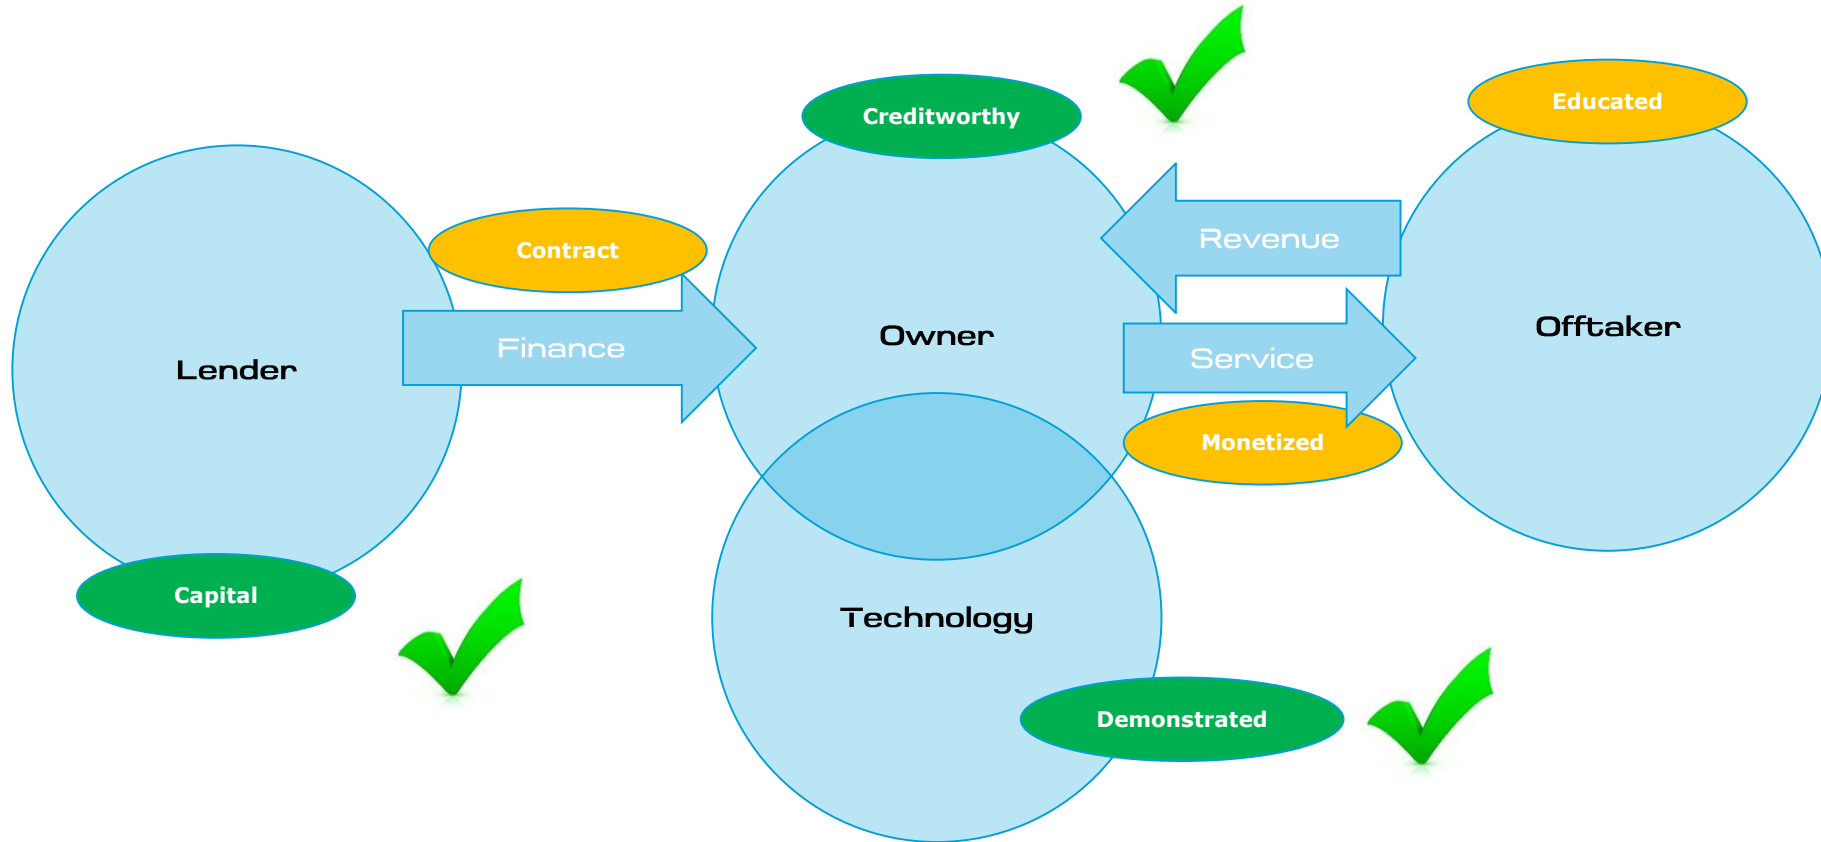 Creditworthy
Educated
Contract
Revenue
Finance
Owner
Service
Offtaker
Lender
Monetized
Capital
Technology
Demonstrated